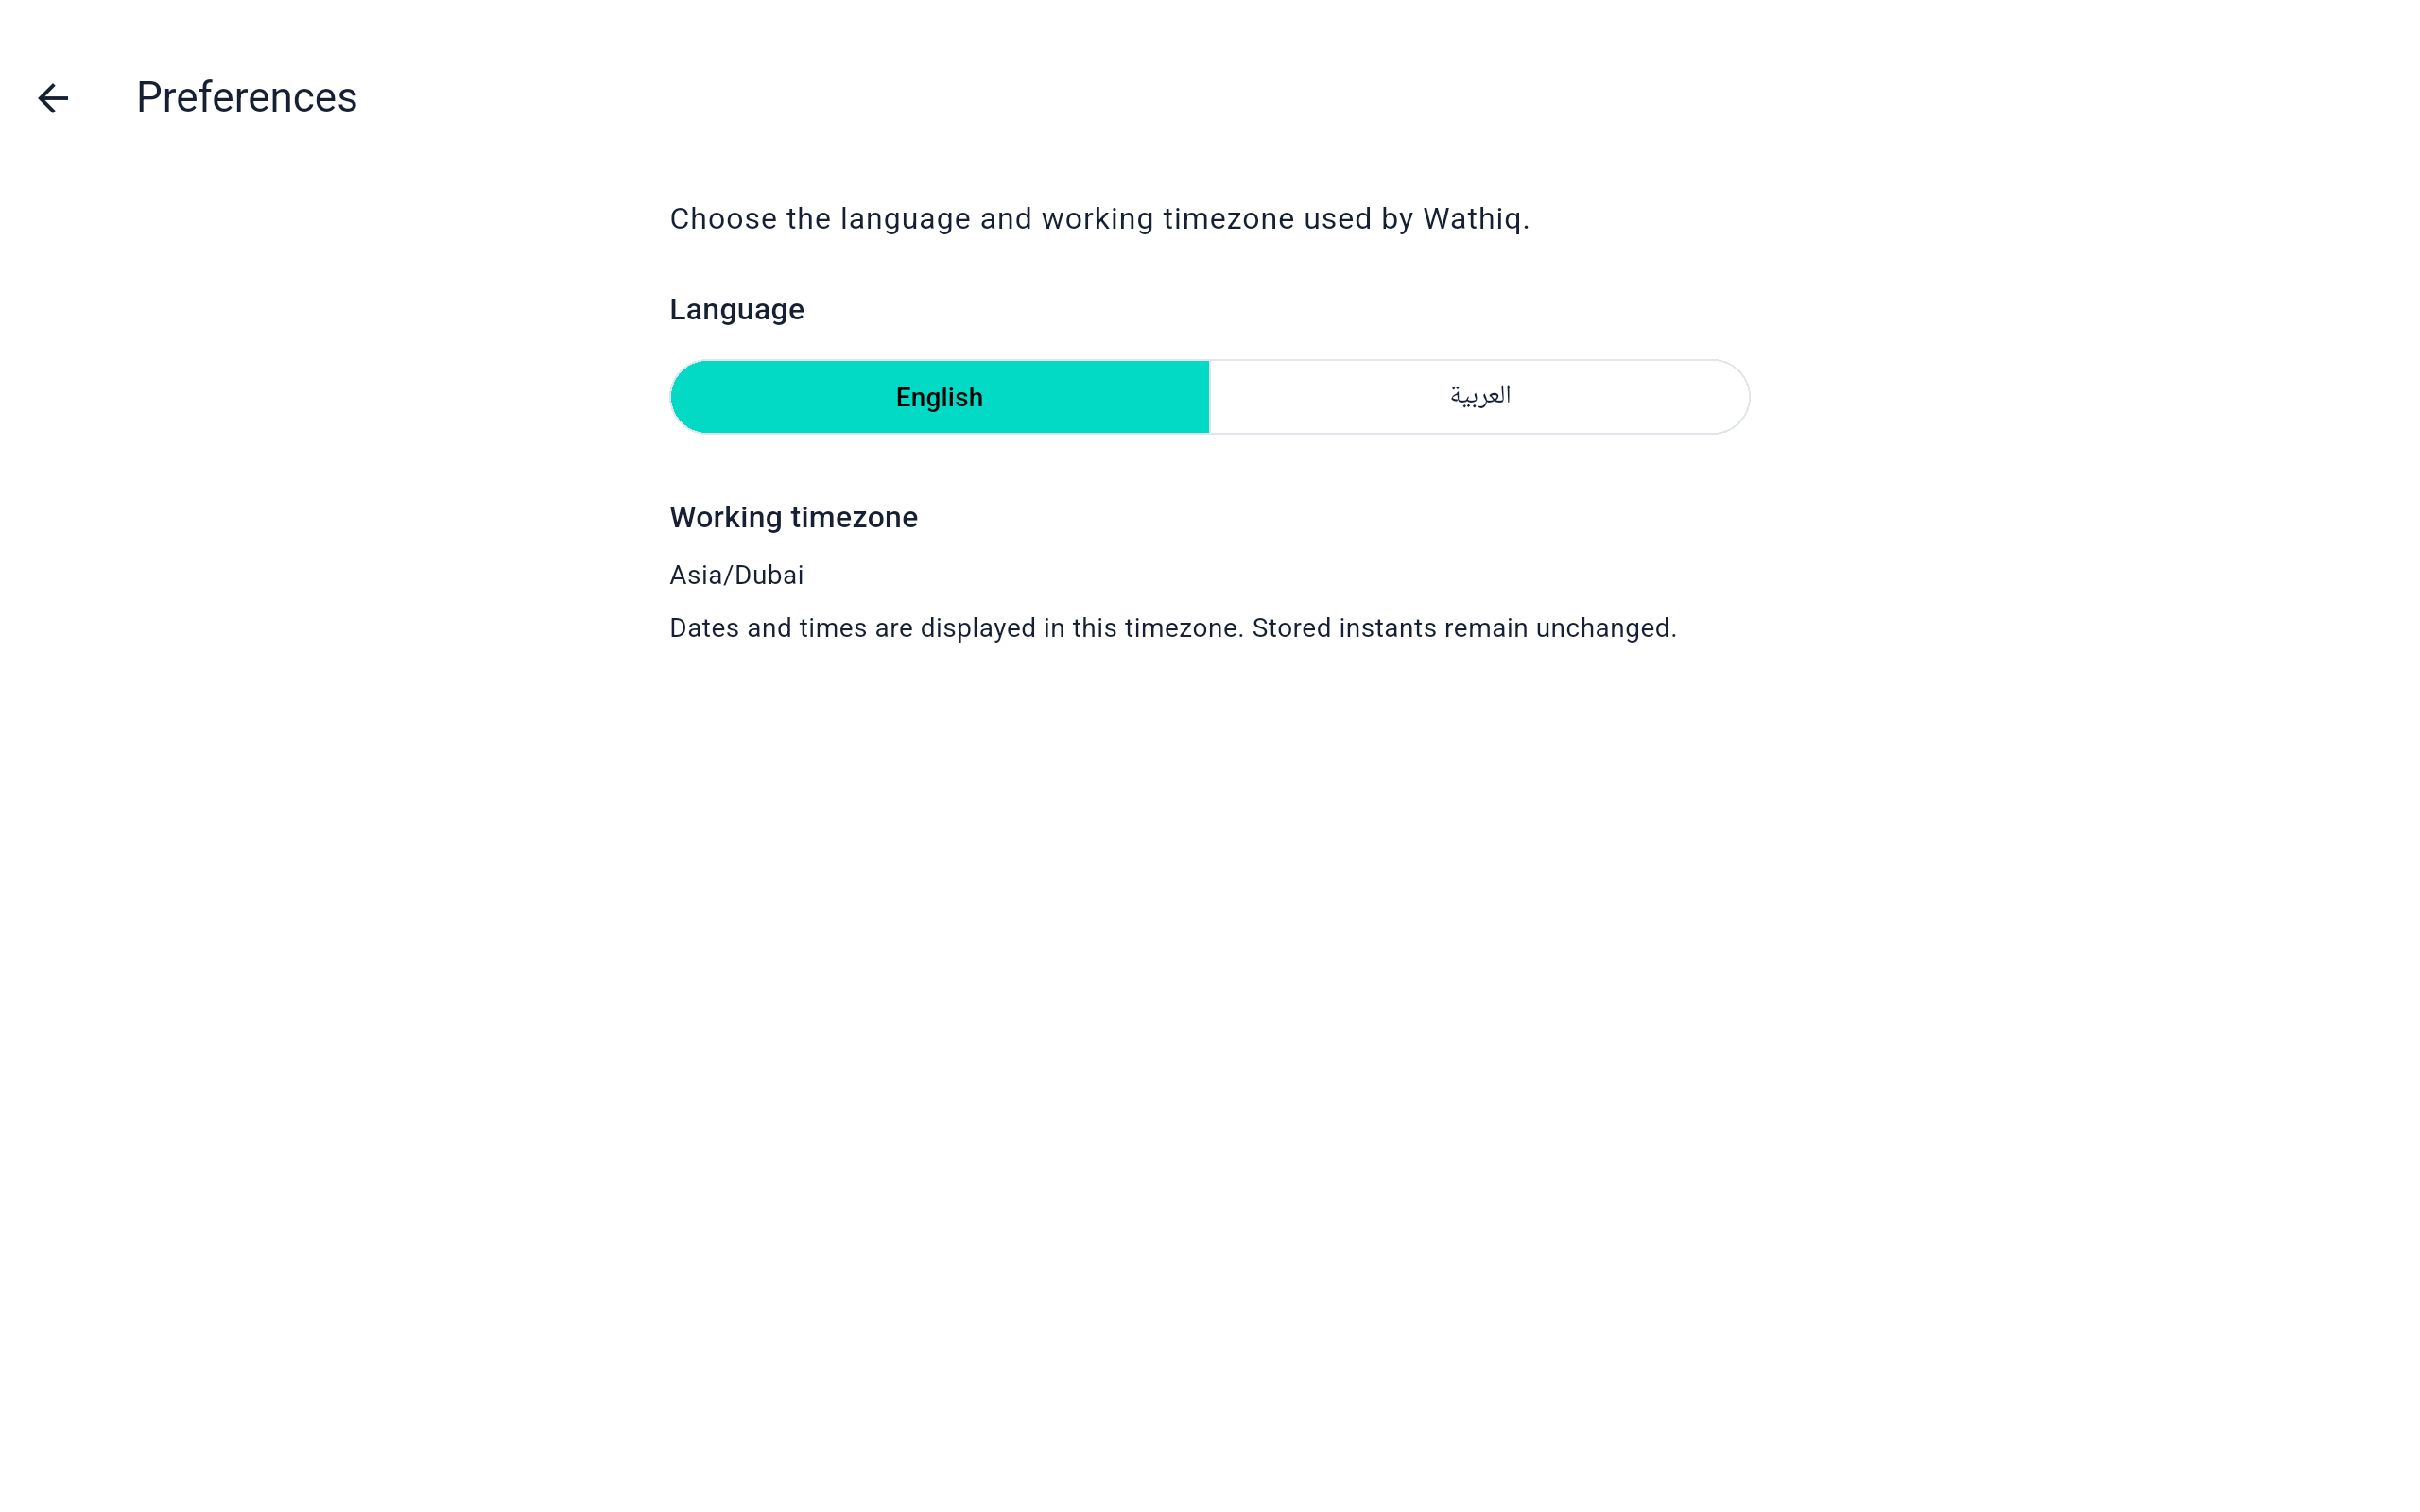 Preferences
Choose the language and working timezone used by Wathiq.
Language
English
العربية
Working timezone
Asia/Dubai
Dates and times are displayed in this timezone. Stored instants remain unchanged.